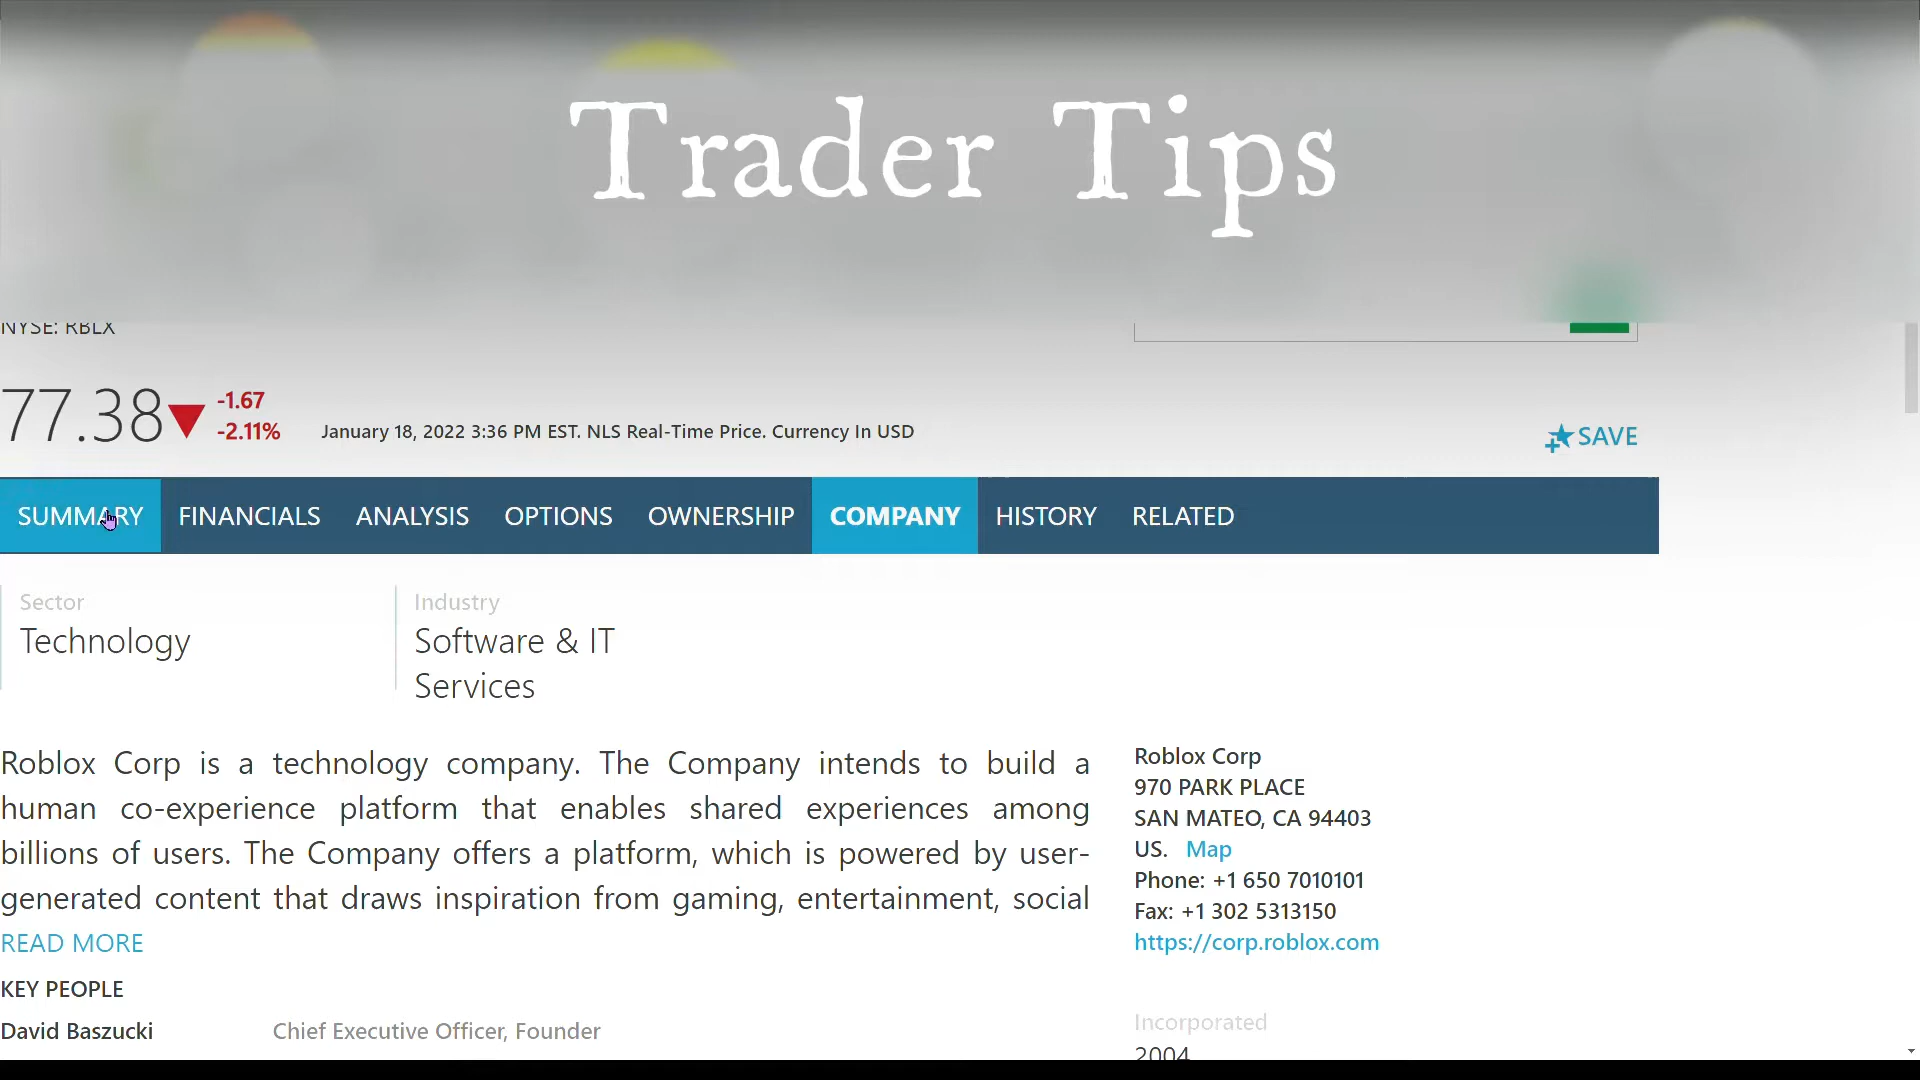 Trader Tips
NYSE: RBLX
77.38
-1.67
-2.11%
January 18, 2022 3:36 PM EST. NLS Real-Time Price. Currency In USD
SAVE
SUMMARY FINANCIALS ANALYSIS OPTIONS OWNERSHIP COMPANY HISTORY RELATED
Sector
Technology
Industry
Software & IT
Services
Roblox Corp is a technology company. The Company intends to build a
human co-experience platform that enables shared experiences among
billions of users. The Company offers a platform, which is powered by user-
generated content that draws inspiration from gaming, entertainment, social
READ MORE
Roblox Corp
970 PARK PLACE
SAN MATEO, CA 94403
US. Map
Phone: +1 650 7010101
Fax: +1 302 5313150
https://corp.roblox.com
KEY PEOPLE
David Baszucki Chief Executive Officer, Founder
Incorporated
2004